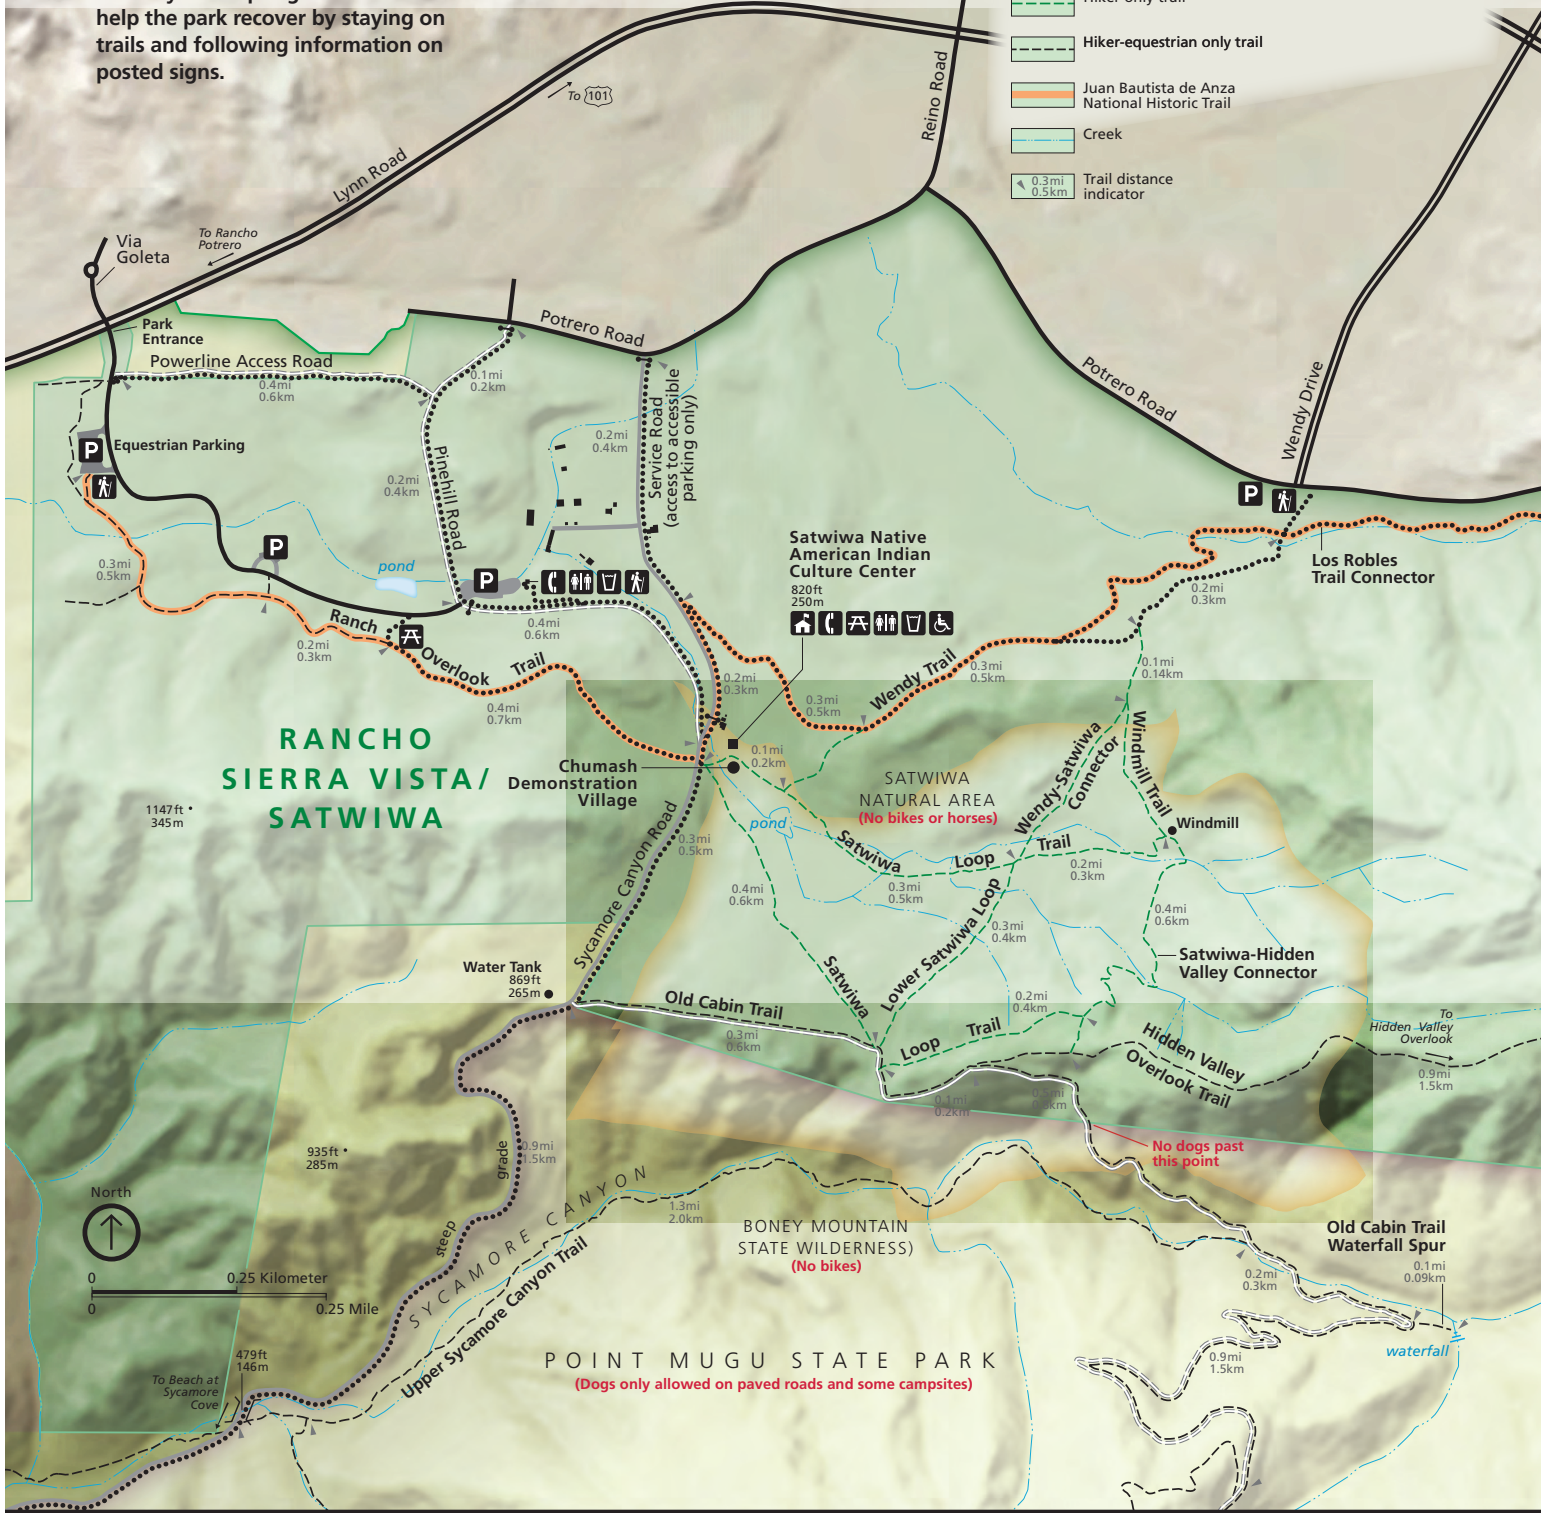 help the park recover by staying on
trails and following information on
posted signs.
Hiker-equestrian only trail
Juan Bautista de Anza
National Historic Trail
Creek
0.3mi
0.5km
Trail distance
indicator
To 101
Lynn Road
Reino Road
Via
Goleta
To Rancho
Potrero
Park
Entrance
Powerline Access Road
0.4mi
0.6km
0.1mi
0.2km
Potrero Road
Potrero Road
Wendy Drive
P
Equestrian Parking
0.2mi
0.4km
Pinehill Road
0.2mi
0.4km
Service Road
(access to accessible
parking only)
P
Los Robles
Trail Connector
0.2mi
0.3km
Satwiwa Native
American Indian
Culture Center
820ft
250m
0.3mi
0.5km
P
pond
P
0.4mi
0.6km
Ranch
Overlook
Trail
0.2mi
0.3km
0.4mi
0.7km
0.2mi
0.3km
0.3mi
0.5km
Wendy Trail
0.3mi
0.5km
0.1mi
0.14km
RANCHO
SIERRA VISTA/
SATWIWA
1147ft
345m
Chumash
Demonstration
Village
0.1mi
0.2km
SATWIWA
NATURAL AREA
(No bikes or horses)
Wendy-Satwiwa
Connector
Windmill Trail
Windmill
pond
Satwiwa
Loop
Trail
0.2mi
0.3km
0.3mi
0.5km
0.3mi
0.5km
Sycamore Canyon Road
0.4mi
0.6km
0.3mi
0.4km
Lower Satwiwa Loop
0.4mi
0.6km
Satwiwa-Hidden
Valley Connector
Water Tank
869ft
265m
Old Cabin Trail
0.3mi
0.6km
Satwiwa
Loop
Trail
0.2mi
0.4km
Hidden Valley
Overlook Trail
To
Hidden Valley
Overlook
0.9mi
1.5km
0.1mi
0.2km
No dogs past
this point
935ft
285m
0.9mi
1.5km
steep
grade
SYCAMORE CANYON
1.3mi
2.0km
Upper Sycamore Canyon Trail
BONEY MOUNTAIN
STATE WILDERNESS)
(No bikes)
Old Cabin Trail
Waterfall Spur
0.1mi
0.09km
0.2mi
0.3km
waterfall
0.9mi
1.5km
North
0
0.25 Kilometer
0
0.25 Mile
479ft
146m
To Beach at
Sycamore
Cove
POINT MUGU STATE PARK
(Dogs only allowed on paved roads and some campsites)